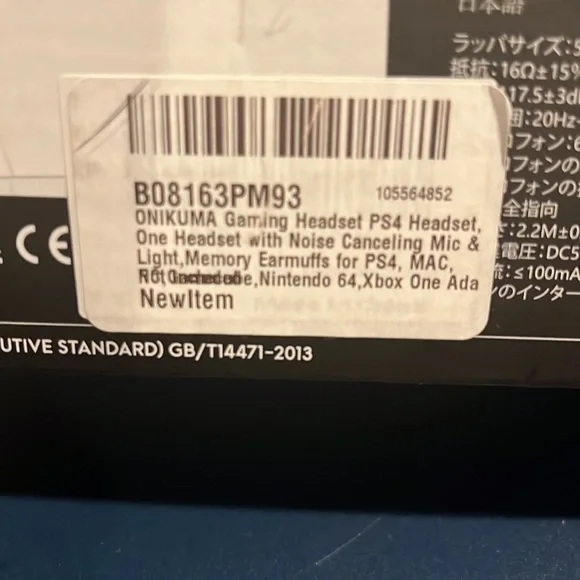 日本語
ラッパサイズ:5
抵抗:16Ω±15%
17.5±3d
囲:20Hz-
フォン:6
フォンの
フォンの
全指向
:2.2M±0
電圧:DC5
流:≤100mA
ンのインター
B08163PM93 105564852
ONIKUMA Gaming Headset PS4 Headset,
One Headset with Noise Canceling Mic &
Light,Memory Earmuffs for PS4, MAC,
,Nintendo 64,Xbox One Ada
NewItem
CE
UTIVE STANDARD) GB/T14471-2013